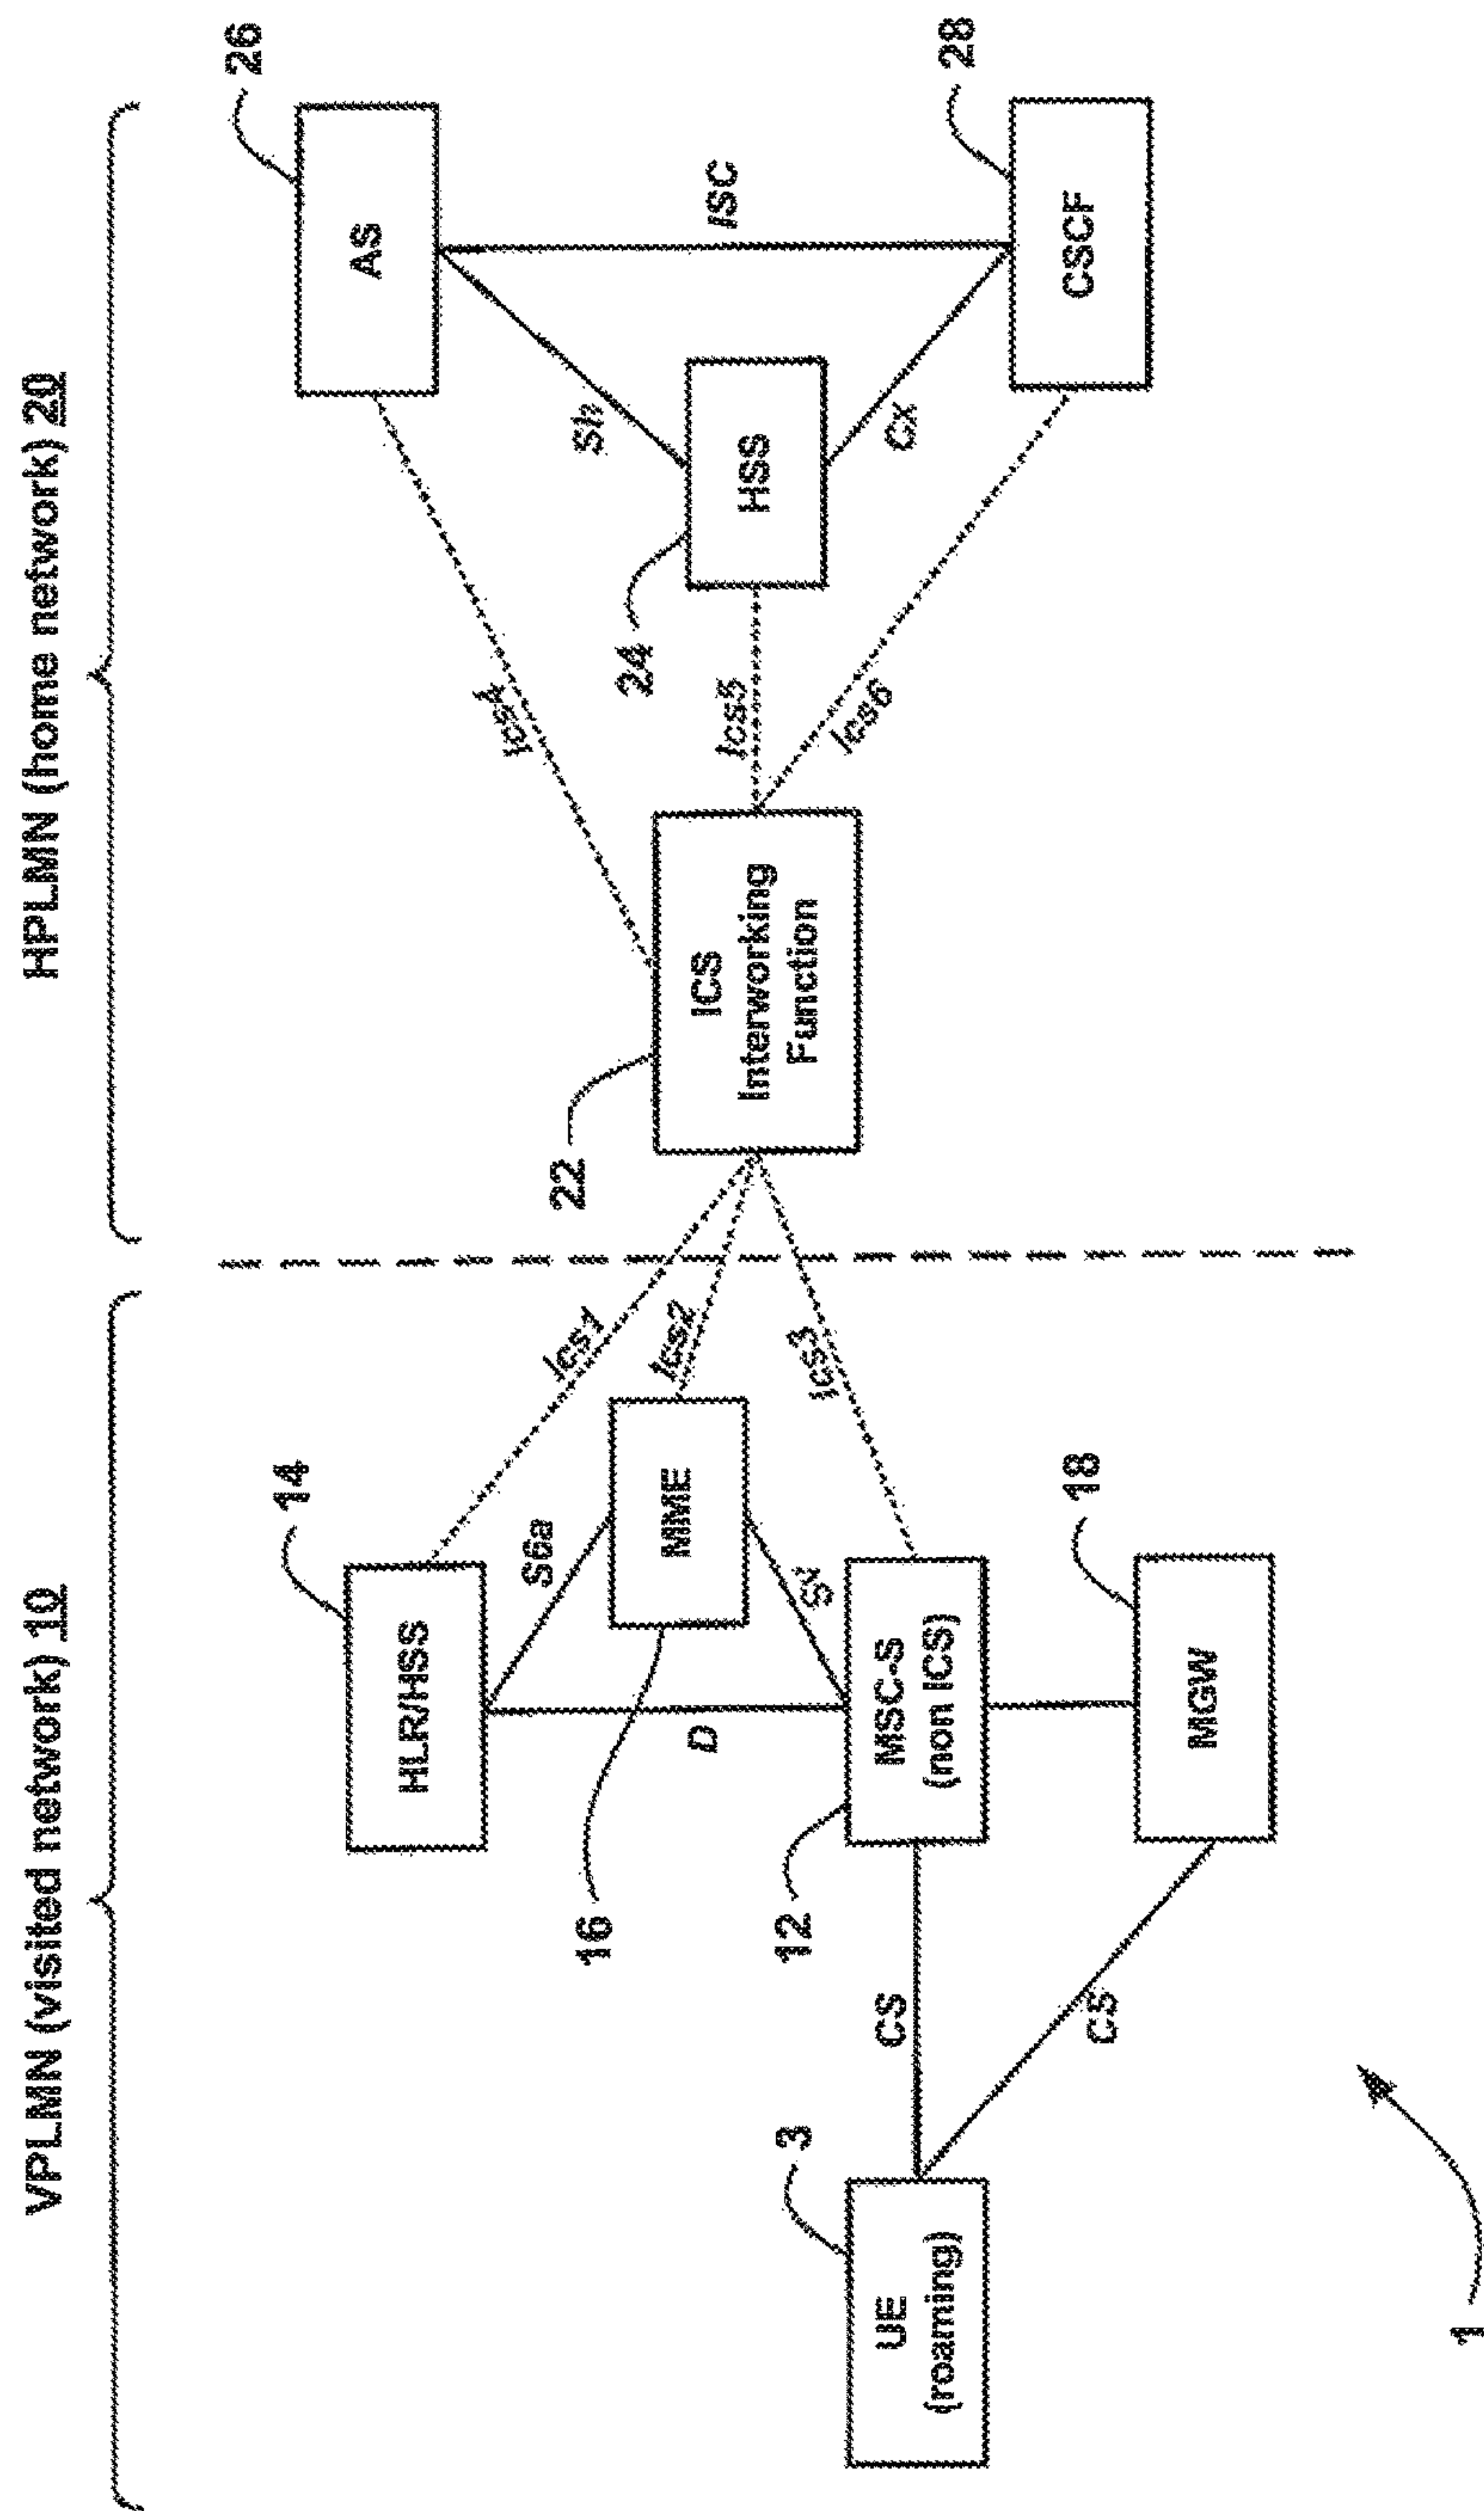 VPLMN (visited network) 10
HPLMN (home network) 20
14
HLR/HSS
S6a
Ics1
16
MME
Ics2
D
Sv
3
UE
(roaming)
CS
CS
12
MSC-S
(non ICS)
Ics3
18
MGW
22
ICS
Interworking
Function
Ics4
Ics5
Ics6
24
HSS
Sh
Cx
26
AS
ISC
28
CSCF
1